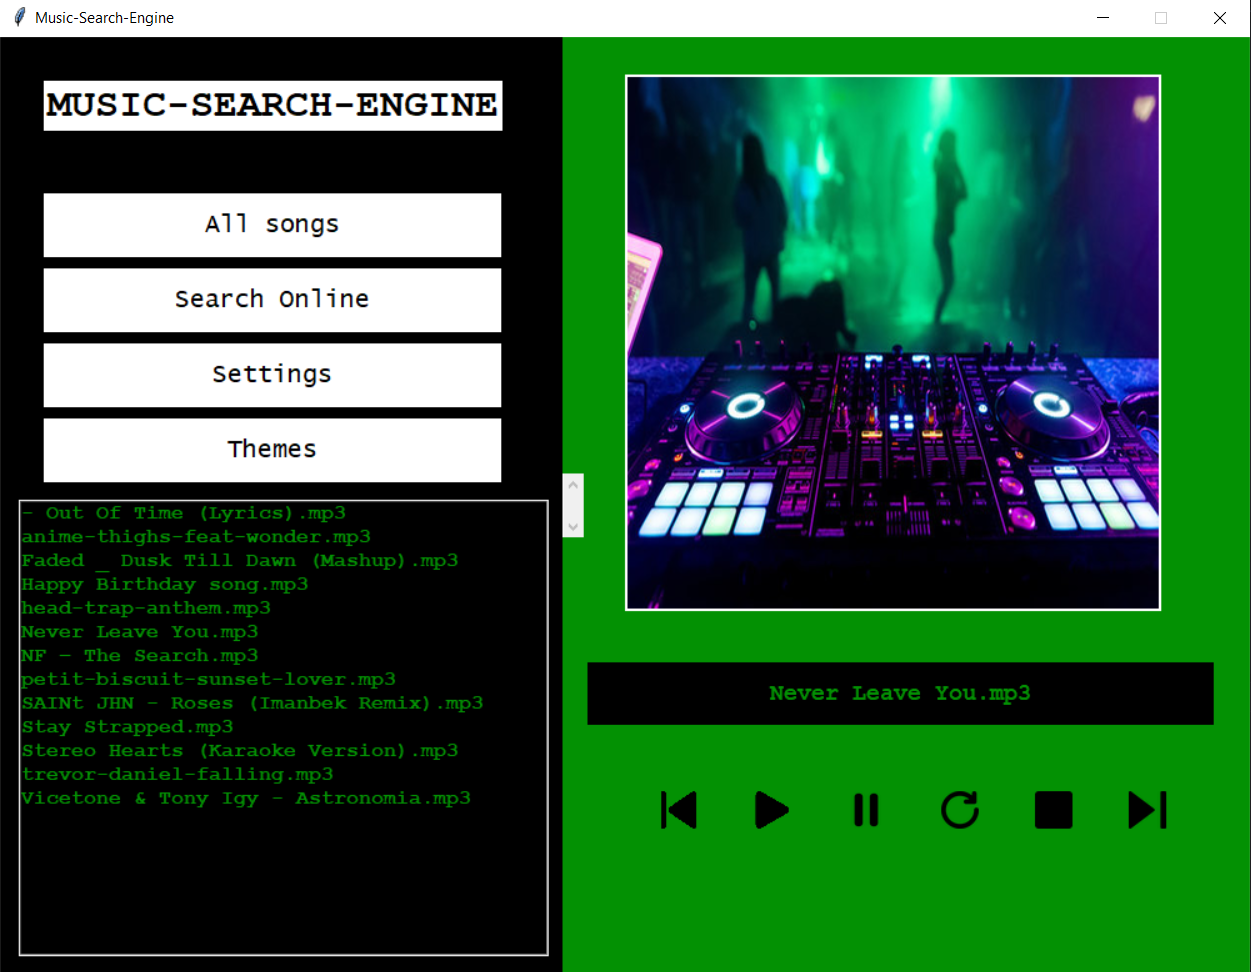 Music-Search-Engine
MUSIC-SEARCH-ENGINE
All songs
Search Online
Settings
Themes
- Out Of Time (Lyrics).mp3
anime-thighs-feat-wonder.mp3
Faded _ Dusk Till Dawn (Mashup).mp3
Happy Birthday song.mp3
head-trap-anthem.mp3
Never Leave You.mp3
NF - The Search.mp3
petit-biscuit-sunset-lover.mp3
SAINt JHN - Roses (Imanbek Remix).mp3
Stay Strapped.mp3
Stereo Hearts (Karaoke Version).mp3
trevor-daniel-falling.mp3
Vicetone & Tony Igy - Astronomia.mp3
Never Leave You.mp3